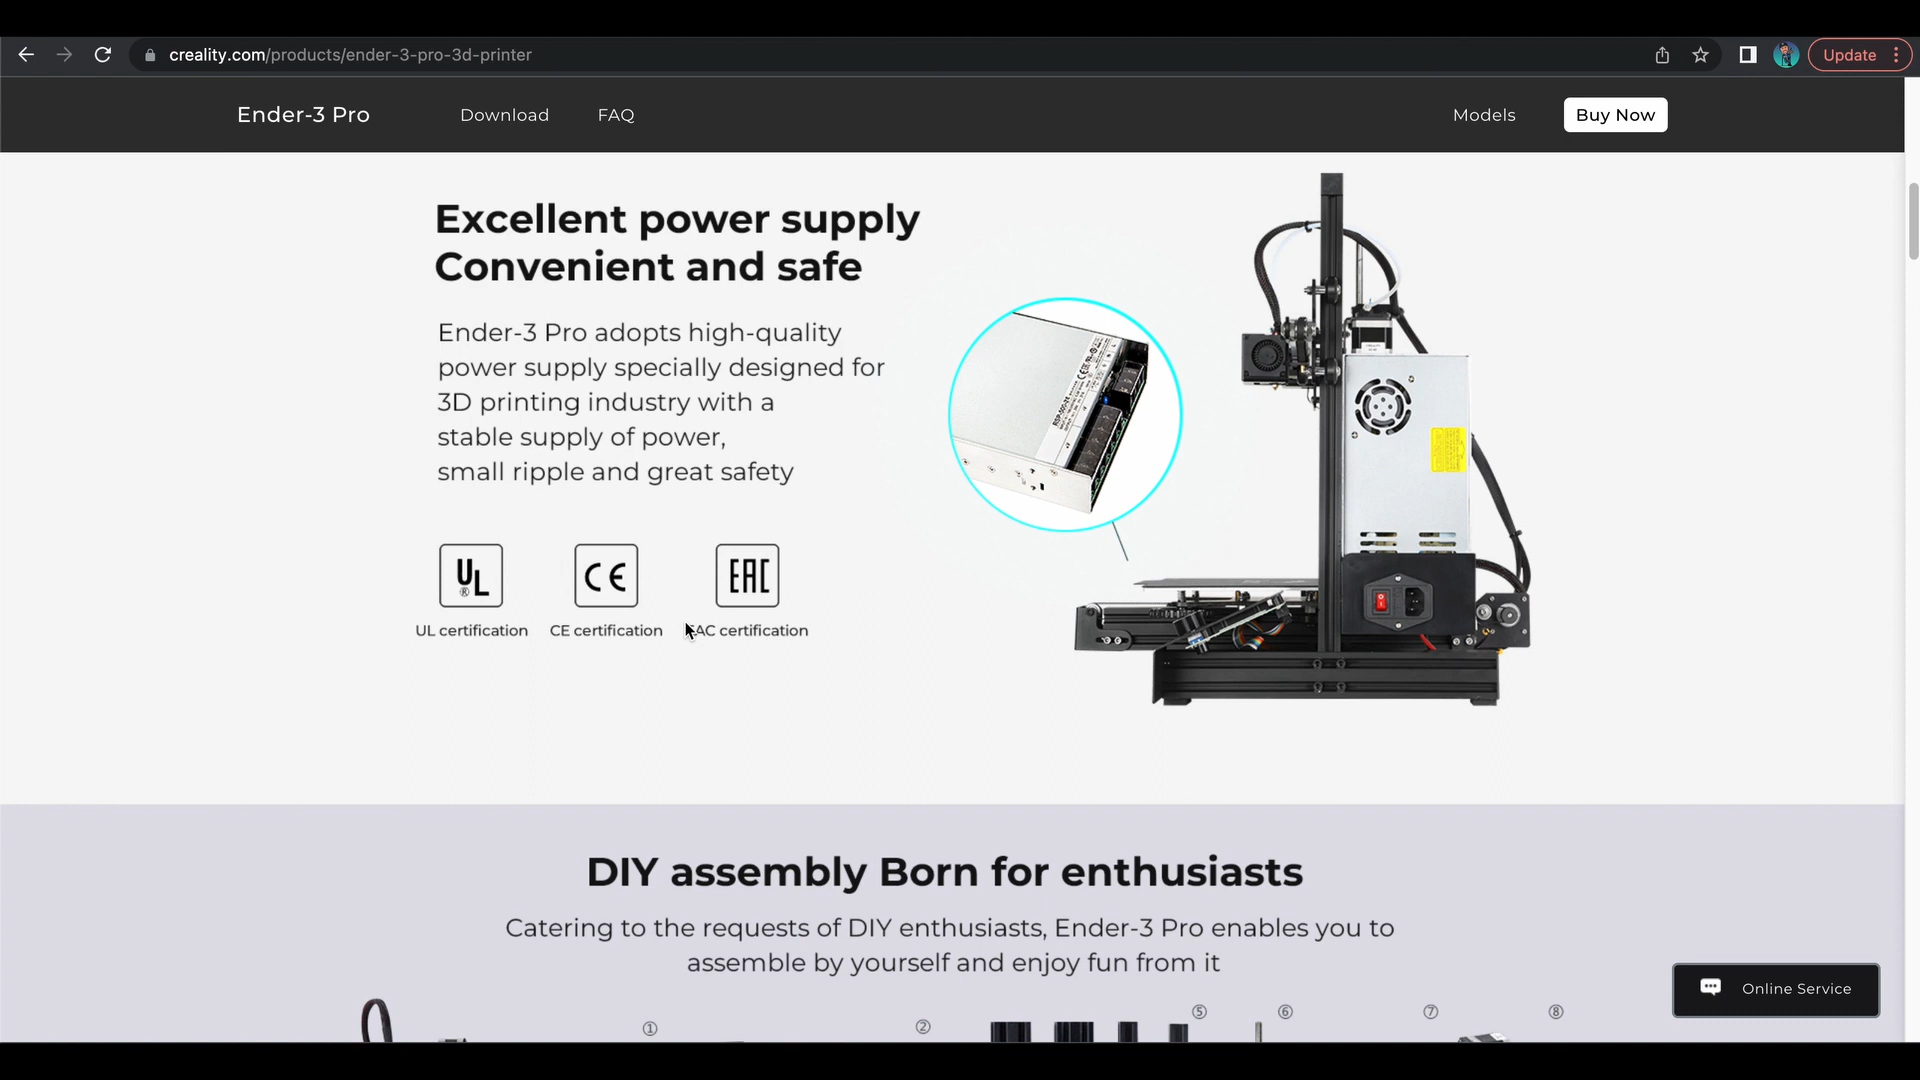 creality.com/products/ender-3-pro-3d-printer
Update
Ender-3 Pro
Download
FAQ
Models
Buy Now
Excellent power supply
Convenient and safe
Ender-3 Pro adopts high-quality
power supply specially designed for
3D printing industry with a
stable supply of power,
small ripple and great safety
UL
®
CE
EAC
UL certification
CE certification
AC certification
DIY assembly Born for enthusiasts
Catering to the requests of DIY enthusiasts, Ender-3 Pro enables you to
assemble by yourself and enjoy fun from it
① ② ⑤ ⑥ ⑦ ⑧
Online Service